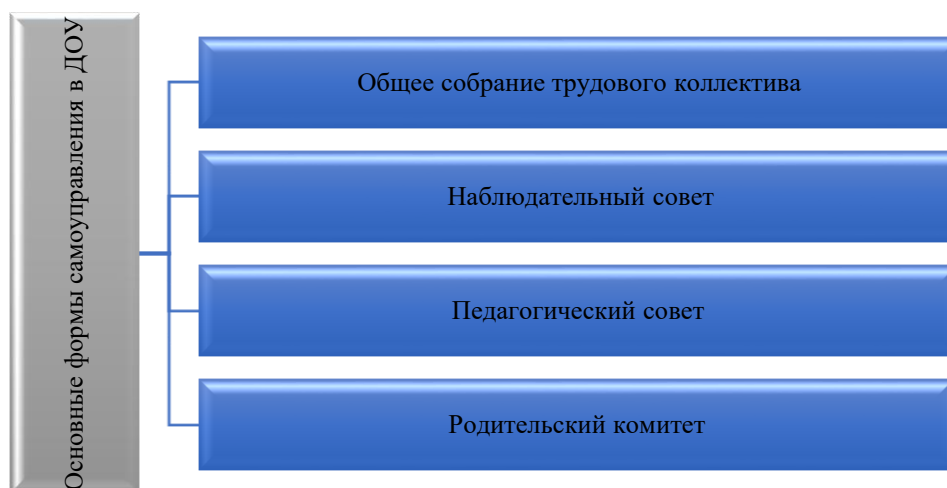 Основные формы самоуправления в ДОУ
Общее собрание трудового коллектива
Наблюдательный совет
Педагогический совет
Родительский комитет